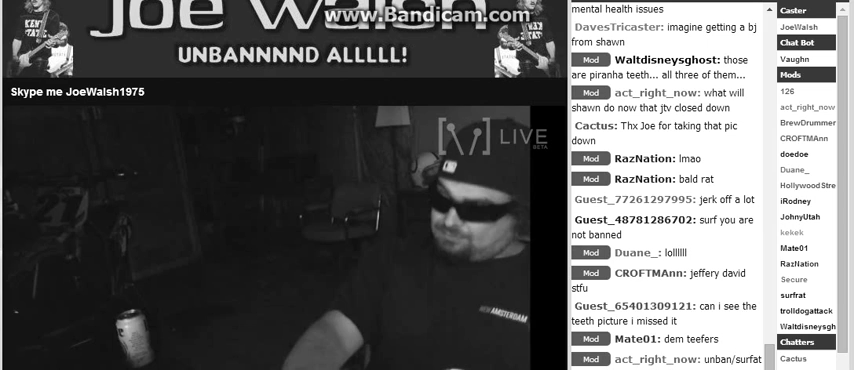 Joe Walsh
www.Bandicam.com
UNBANNNND ALLLLL!
Skype me JoeWalsh1975
LIVE
BETA
NEW AMSTERDAM
mental health issues
DavesTricaster: imagine getting a bj
from shawn
Mod Waltdisneysghost: those
are piranha teeth... all three of them...
Mod act_right_now: what will
shawn do now that jtv closed down
Cactus: Thx Joe for taking that pic
down
Mod RazNation: lmao
Mod RazNation: bald rat
Guest_77261297995: jerk off a lot
Guest_48781286702: surf you are
not banned
Mod Duane_: lolllllll
Mod CROFTMAnn: jeffery david
stfu
Guest_65401309121: can i see the
teeth picture i missed it
Mod Mate01: dem teefers
Mod act_right_now: unban/surfat
Caster
JoeWalsh
Chat Bot
Vaughn
Mods
126
act_right_now
BrewDrummer
CROFTMAnn
doedoe
Duane_
HollywoodStre
iRodney
JohnyUtah
kekek
Mate01
RazNation
Secure
surfrat
trolldogattack
Waltdisneysgh
Chatters
Cactus